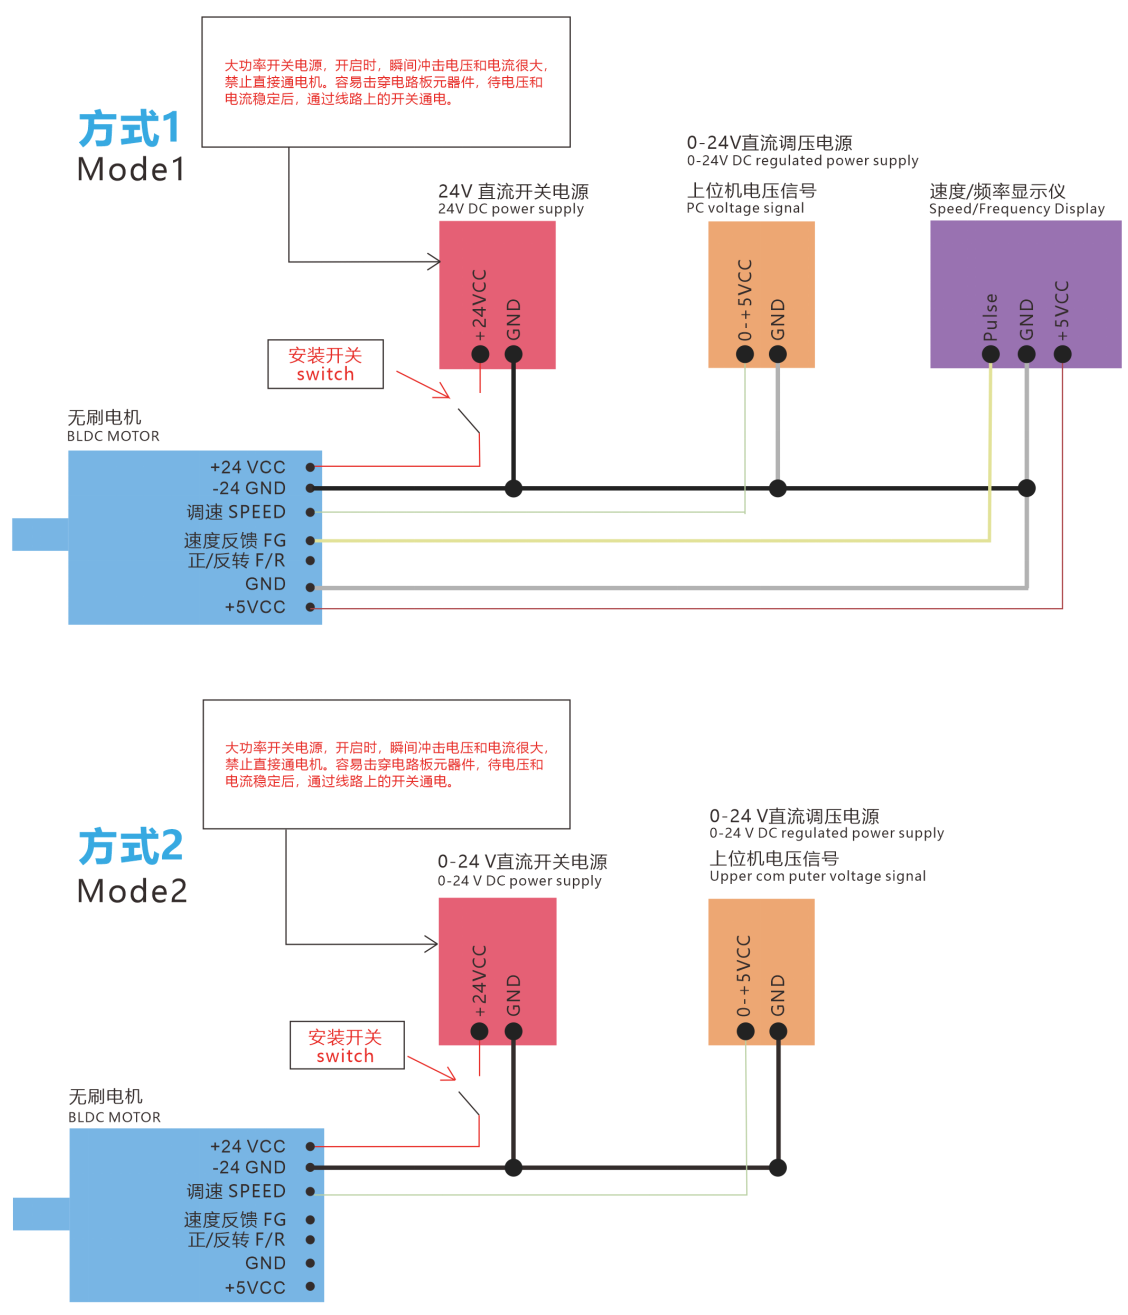 大功率开关电源，开启时，瞬间冲击电压和电流很大，
禁止直接通电机。容易击穿电路板元器件，待电压和
电流稳定后，通过线路上的开关通电。
方式1
Mode1
24V 直流开关电源
24V DC power supply
+24VCC
GND
0-24V直流调压电源
0-24V DC regulated power supply
上位机电压信号
PC voltage signal
0-+5VCC
GND
速度/频率显示仪
Speed/Frequency Display
Pulse
GND
+5VCC
安装开关
switch
无刷电机
BLDC MOTOR
+24 VCC
-24 GND
调速 SPEED
速度反馈 FG
正/反转 F/R
GND
+5VCC
大功率开关电源，开启时，瞬间冲击电压和电流很大，
禁止直接通电机。容易击穿电路板元器件，待电压和
电流稳定后，通过线路上的开关通电。
方式2
Mode2
0-24 V直流开关电源
0-24 V DC power supply
+24VCC
GND
0-24 V直流调压电源
0-24 V DC regulated power supply
上位机电压信号
Upper com puter voltage signal
0-+5VCC
GND
安装开关
switch
无刷电机
BLDC MOTOR
+24 VCC
-24 GND
调速 SPEED
速度反馈 FG
正/反转 F/R
GND
+5VCC